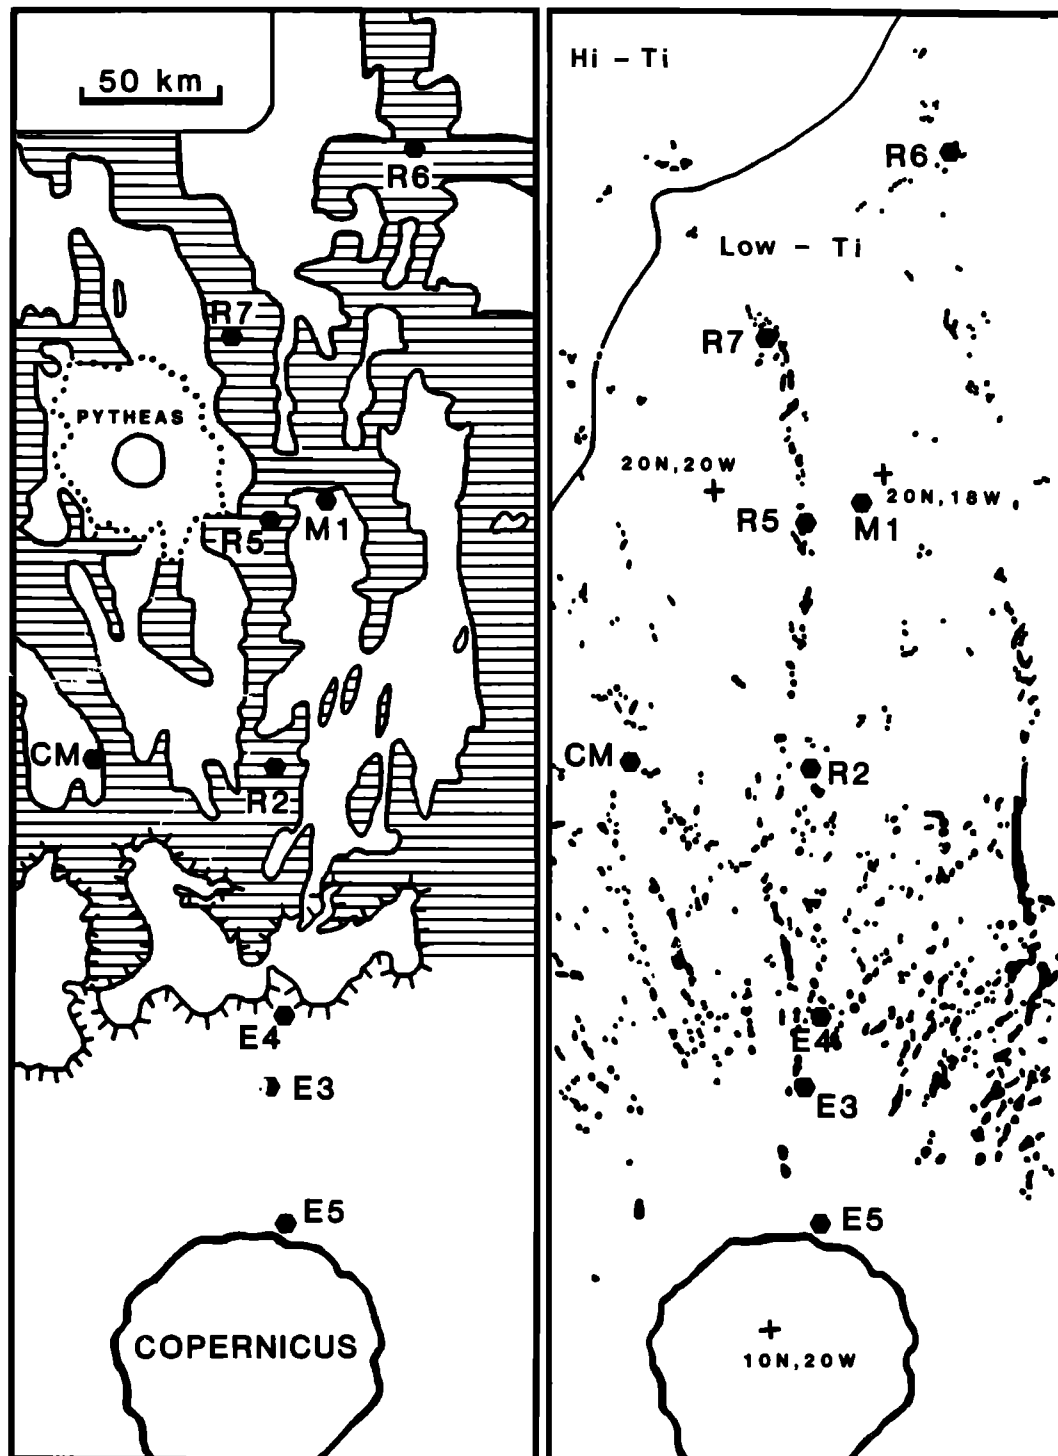 50 km
R6
R7
PYTHEAS
R5
M1
CM
R2
E4
E3
E5
COPERNICUS
Hi - Ti
R6
Low - Ti
R7
20N, 20W
20N, 18W
R5
M1
CM
R2
E4
E3
E5
10N, 20W